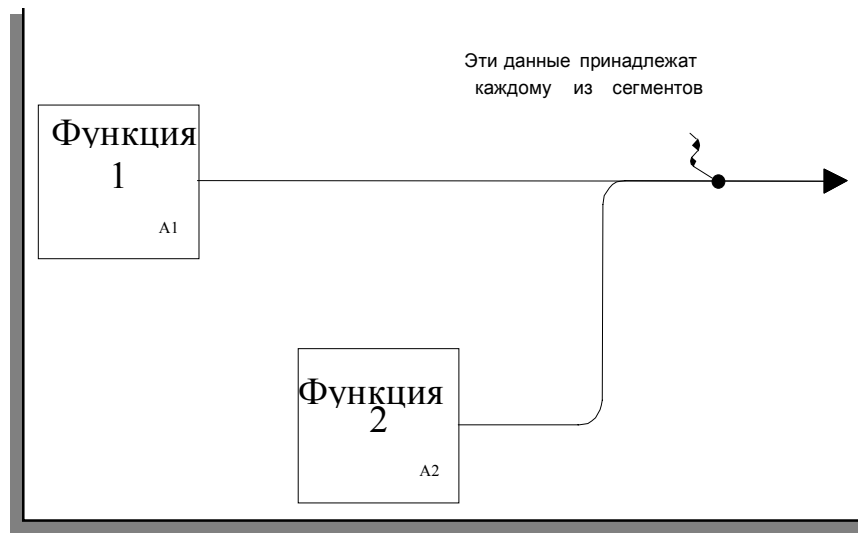 Эти данные принадлежат
каждому из сегментов
Функция
1
A1
Функция
2
A2